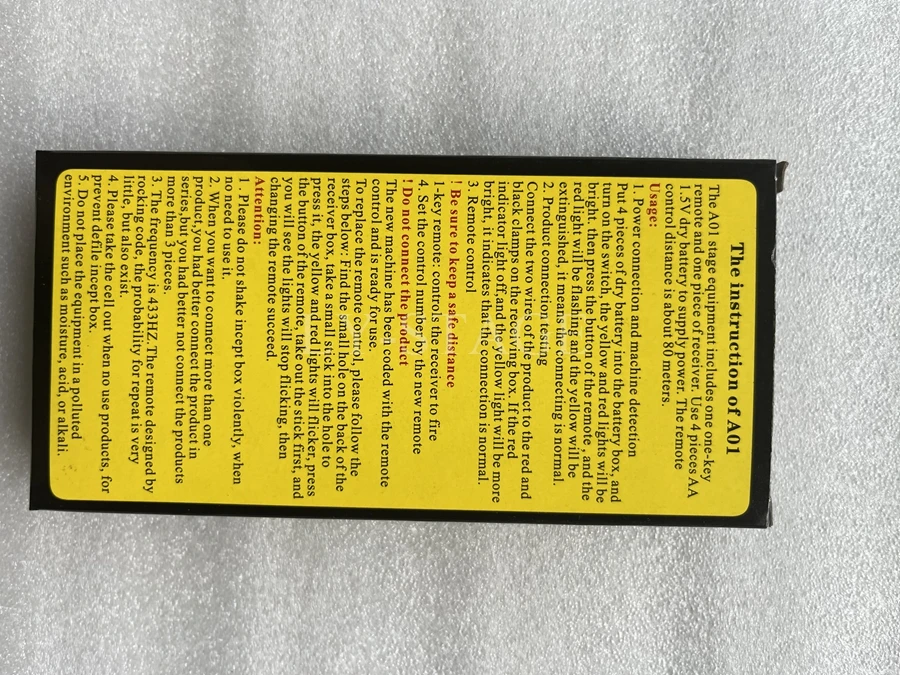 The instruction of A01
The A01 stage equipment includes one one-key
remote and one piece of receiver. Use 4 pieces AA
1.5V dry battery to supply power. The remote
control distance is about 80 meters.
Usage:
1. Power connection and machine detection
Put 4 pieces of dry battery into the battery box, and
turn on the switch, the yellow and red lights will be
bright, then press the button of the remote, and the
red light will be flashing and the yellow will be
extinguished, it means the connecting is normal.
2. Product connection testing
Connect the two wires of the product to the red and
black clamps on the receiving box. If the red
indicator light off,and the yellow light will be more
bright, it indicates that the connection is normal.
3. Remote control
! Be sure to keep a safe distance
1-key remote: controls the receiver to fire
4. Set the control number by the new remote
! Do not connect the product
The new machine has been coded with the remote
control and is ready for use.
To replace the remote control, please follow the
steps below: Find the small hole on the back of the
receiver box, take a small stick into the hole to
press it, the yellow and red lights will flicker, press
the button of the remote, take out the stick first, and
you will see the lights will stop flicking, then
changing the remote succeed.
Attention:
1. Please do not shake incept box violently, when
no need to use it.
2. When you want to connect more than one
product,you had better connect the product in
series,but you had better not connect the products
more than 3 pieces.
3. The frequency is 433HZ.The remote designed by
rocking code, the probability for repeat is very
little, but also exist.
4. Please take the cell out when no use products, for
prevent defile incept box.
5. Do not place the equipment in a polluted
environment such as moisture, acid, or alkali.